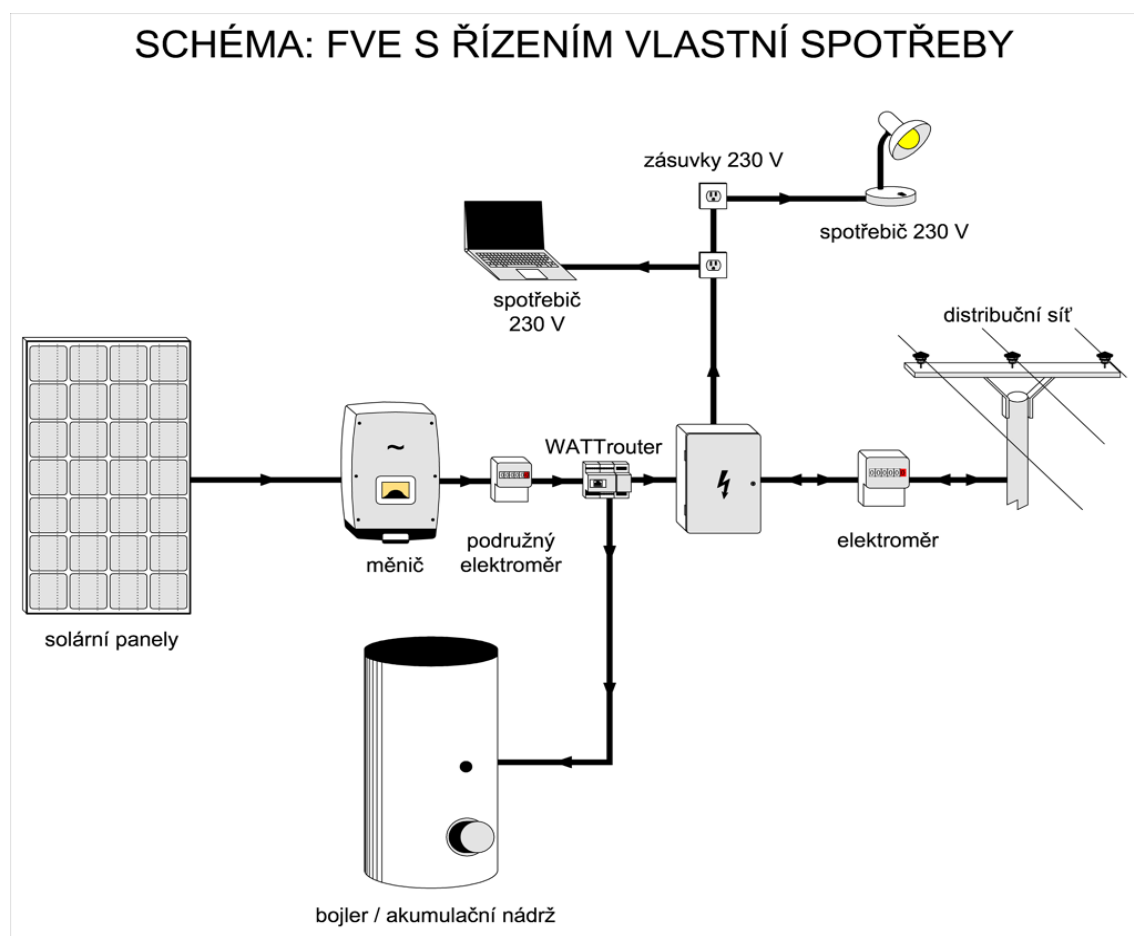 SCHÉMA: FVE S ŘÍZENÍM VLASTNÍ SPOTŘEBY
zásuvky 230 V
spotřebič 230 V
spotřebič
230 V
distribuční síť
WATTrouter
měnič
podružný
elektroměr
elektroměr
solární panely
bojler / akumulační nádrž